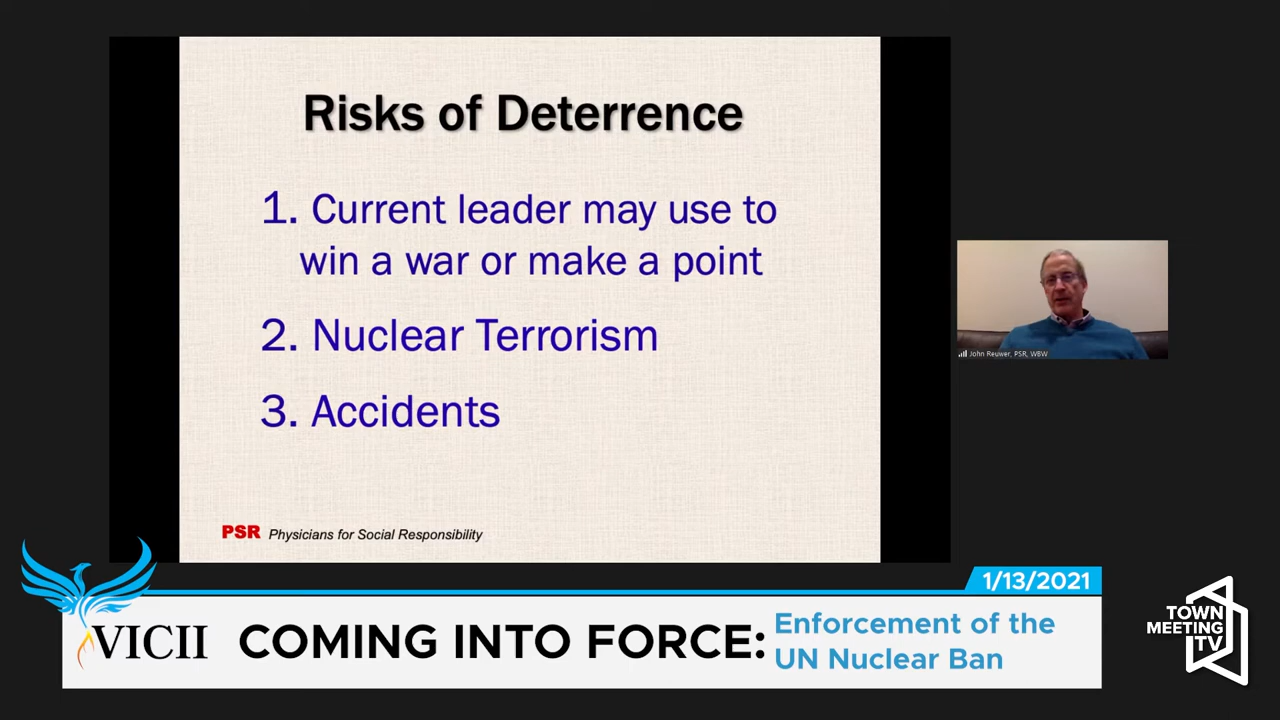 Risks of Deterrence
1. Current leader may use to
win a war or make a point
2. Nuclear Terrorism
3. Accidents
PSR Physicians for Social Responsibility
John Reuwer, PSR, WBW
1/13/2021
VICII
COMING INTO FORCE:
Enforcement of the
UN Nuclear Ban
TOWN
MEETING
TV